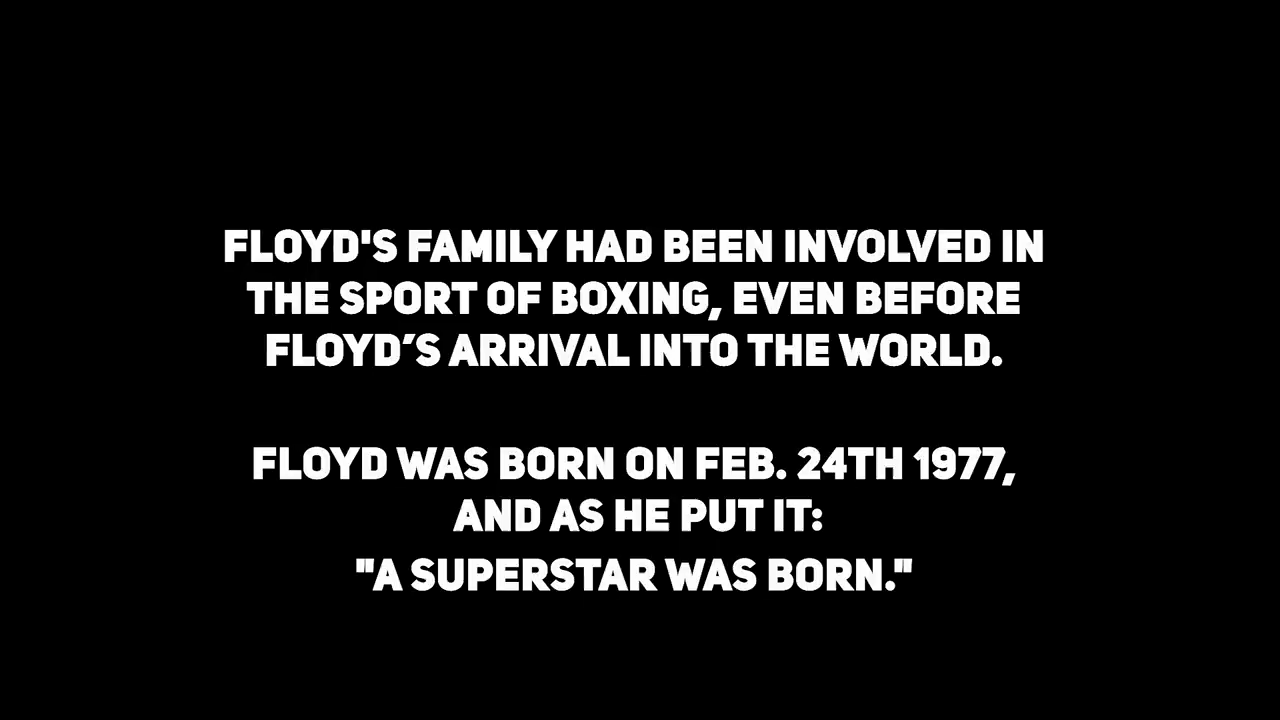 FLOYD'S FAMILY HAD BEEN INVOLVED IN
THE SPORT OF BOXING, EVEN BEFORE
FLOYD’S ARRIVAL INTO THE WORLD.
FLOYD WAS BORN ON FEB. 24TH 1977,
AND AS HE PUT IT:
"A SUPERSTAR WAS BORN."